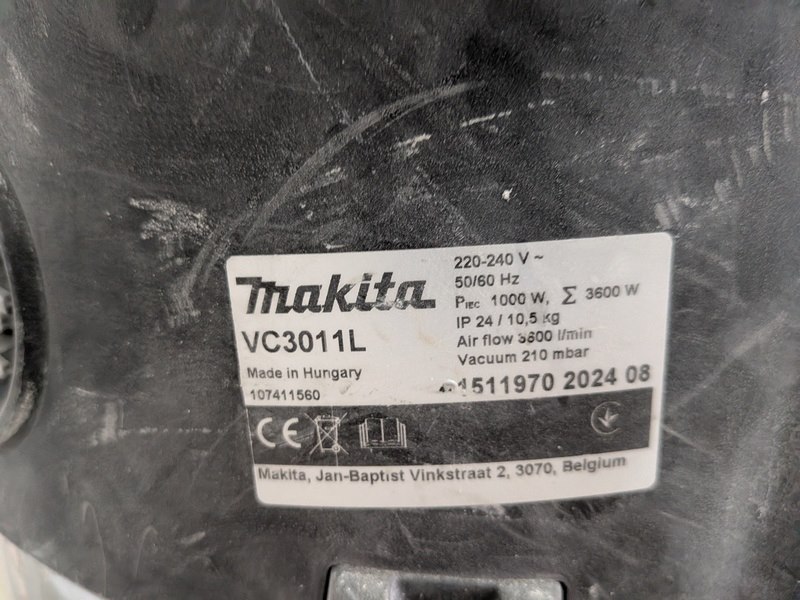 makita
VC3011L
Made in Hungary
107411560
220-240 V ~
50/60 Hz
PIEC 1000 W, Σ 3600 W
IP 24 / 10,5 kg
Air flow 3600 l/min
Vacuum 210 mbar
1511970 2024 08
CE
Makita, Jan-Baptist Vinkstraat 2, 3070, Belgium